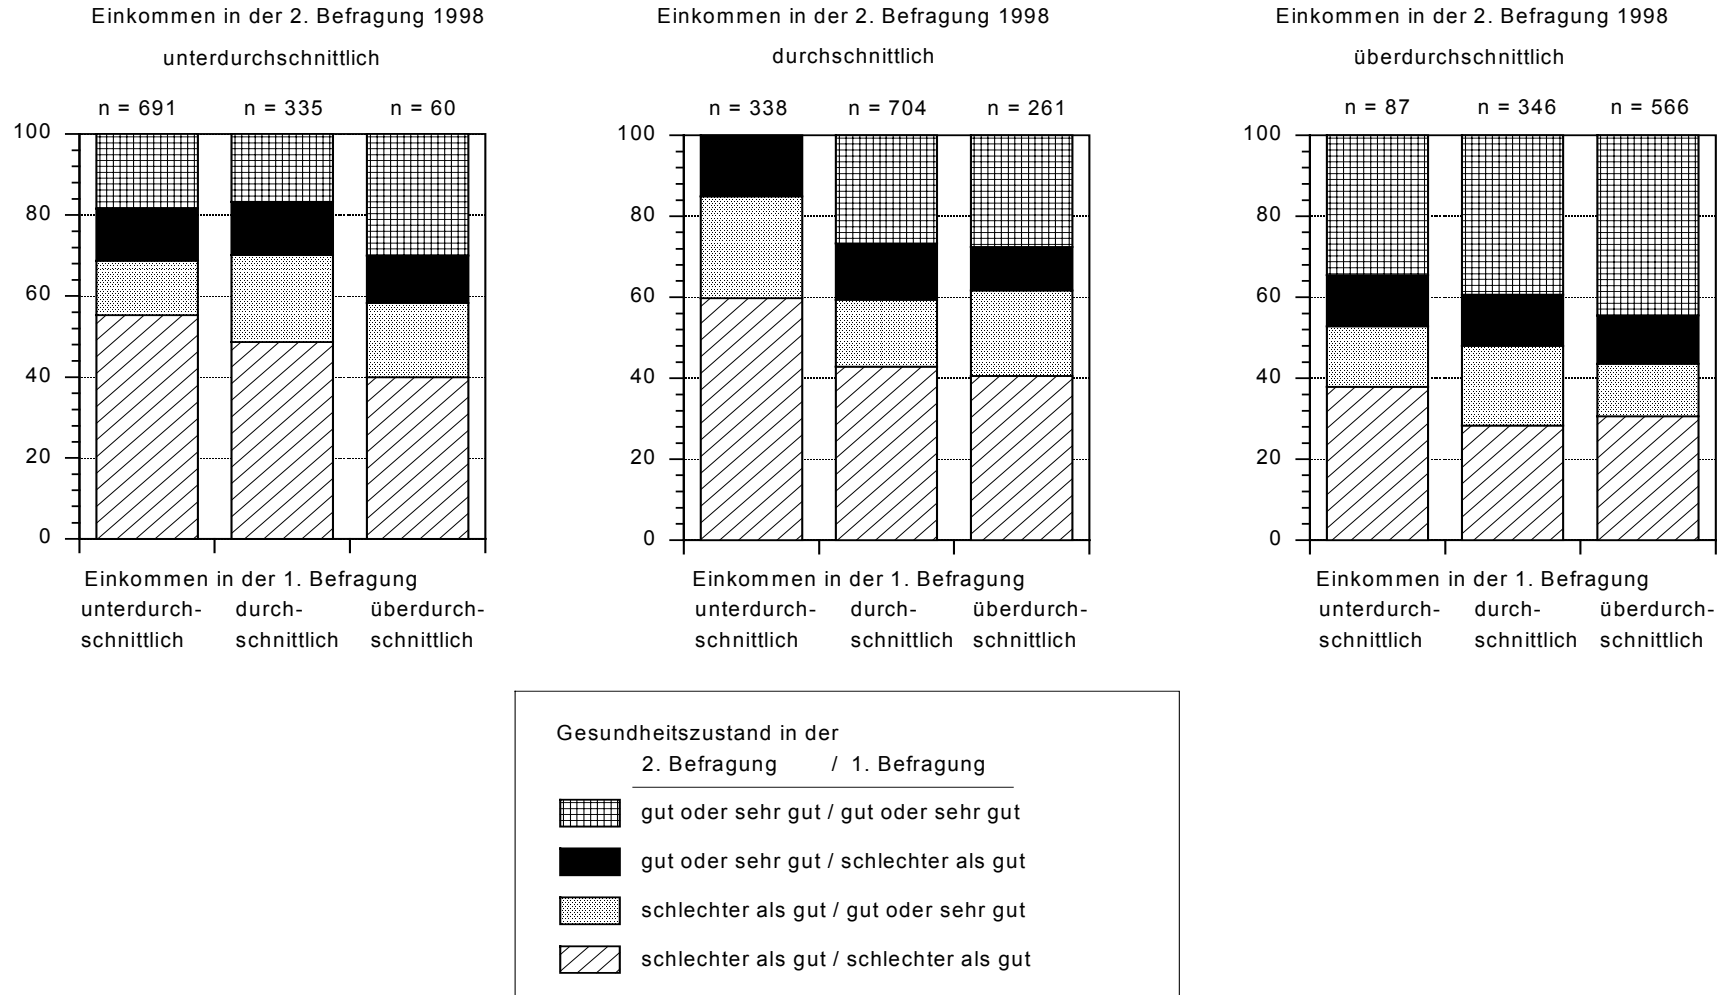 Einkommen in der 2. Befragung 1998
unterdurchschnittlich
n = 691 n = 335 n = 60
100
80
60
40
20
0
Einkommen in der 1. Befragung
unterdurch- durch- überdurch-
schnittlich schnittlich schnittlich
Einkommen in der 2. Befragung 1998
durchschnittlich
n = 338 n = 704 n = 261
100
80
60
40
20
0
Einkommen in der 1. Befragung
unterdurch- durch- überdurch-
schnittlich schnittlich schnittlich
Einkommen in der 2. Befragung 1998
überdurchschnittlich
n = 87 n = 346 n = 566
100
80
60
40
20
0
Einkommen in der 1. Befragung
unterdurch- durch- überdurch-
schnittlich schnittlich schnittlich
Gesundheitszustand in der
2. Befragung / 1. Befragung
gut oder sehr gut / gut oder sehr gut
gut oder sehr gut / schlechter als gut
schlechter als gut / gut oder sehr gut
schlechter als gut / schlechter als gut